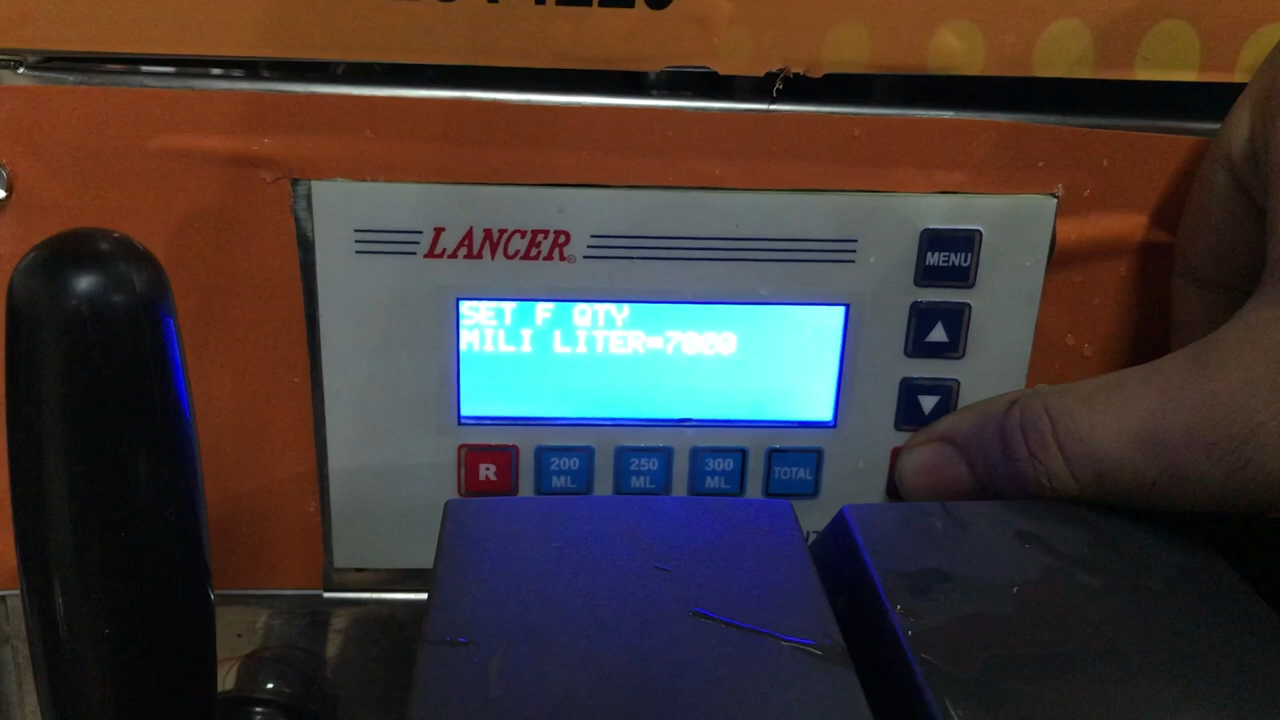 LANCER®
MENU
SET F QTY
MILI LITER=7000
R
200 ML
250 ML
300 ML
TOTAL